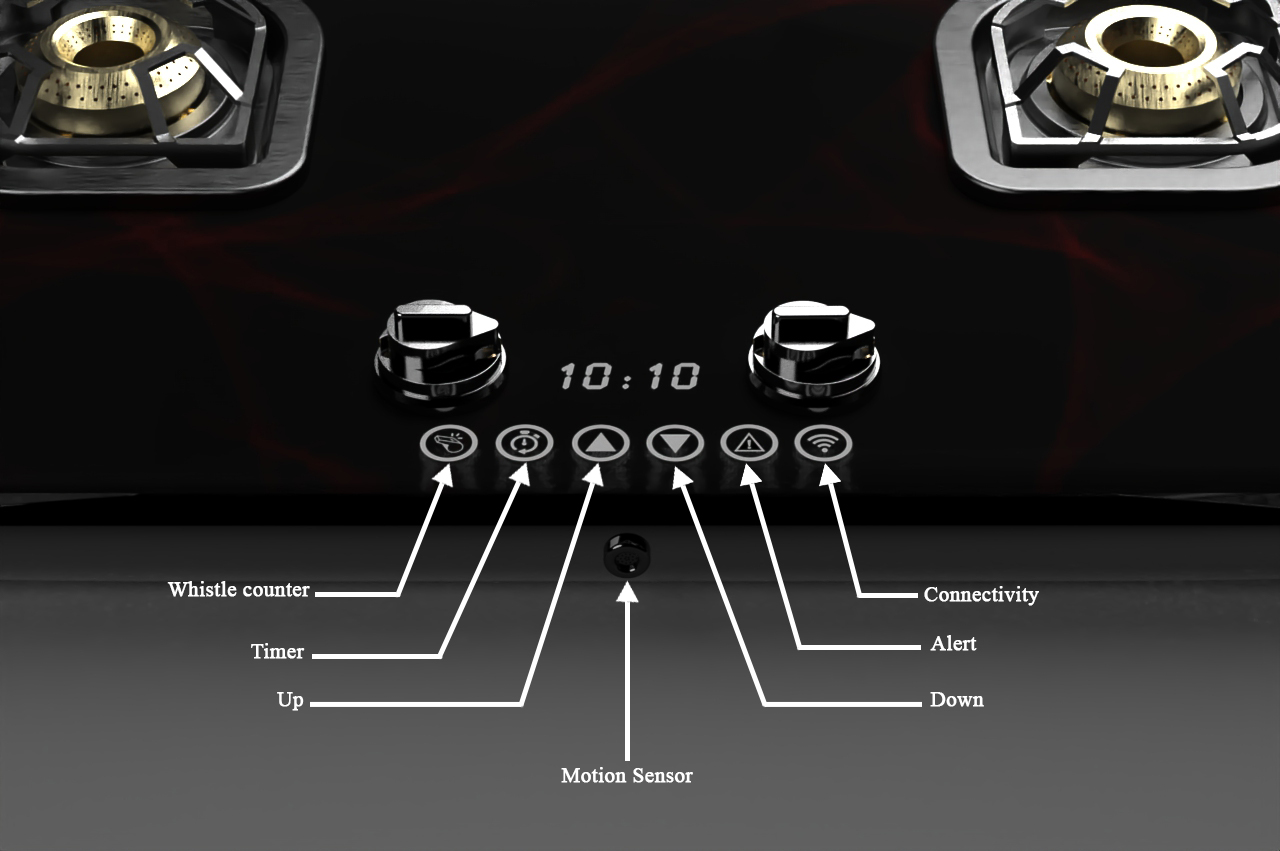 10:10
Whistle counter
Connectivity
Timer
Alert
Up
Down
Motion Sensor